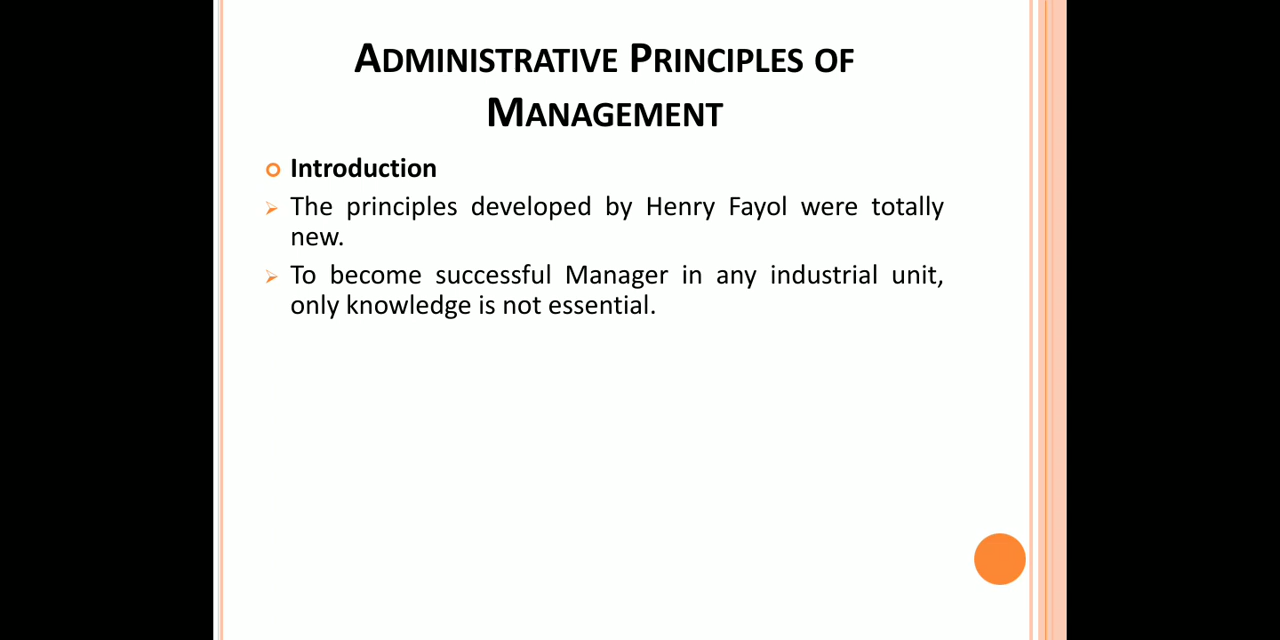 ADMINISTRATIVE PRINCIPLES OF
MANAGEMENT
Introduction
The principles developed by Henry Fayol were totally
new.
To become successful Manager in any industrial unit,
only knowledge is not essential.